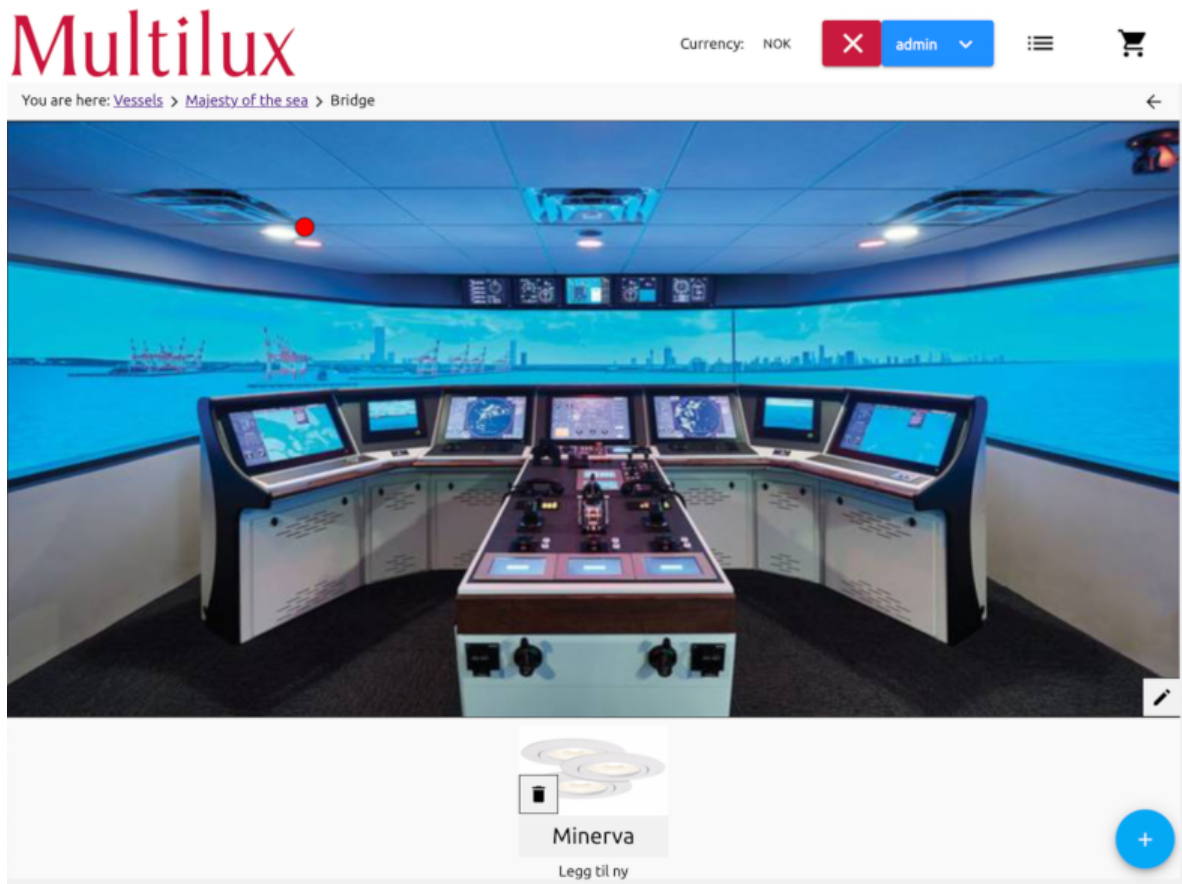 Multilux
Currency: NOK
admin
You are here: Vessels > Majesty of the sea > Bridge
Minerva
Legg til ny